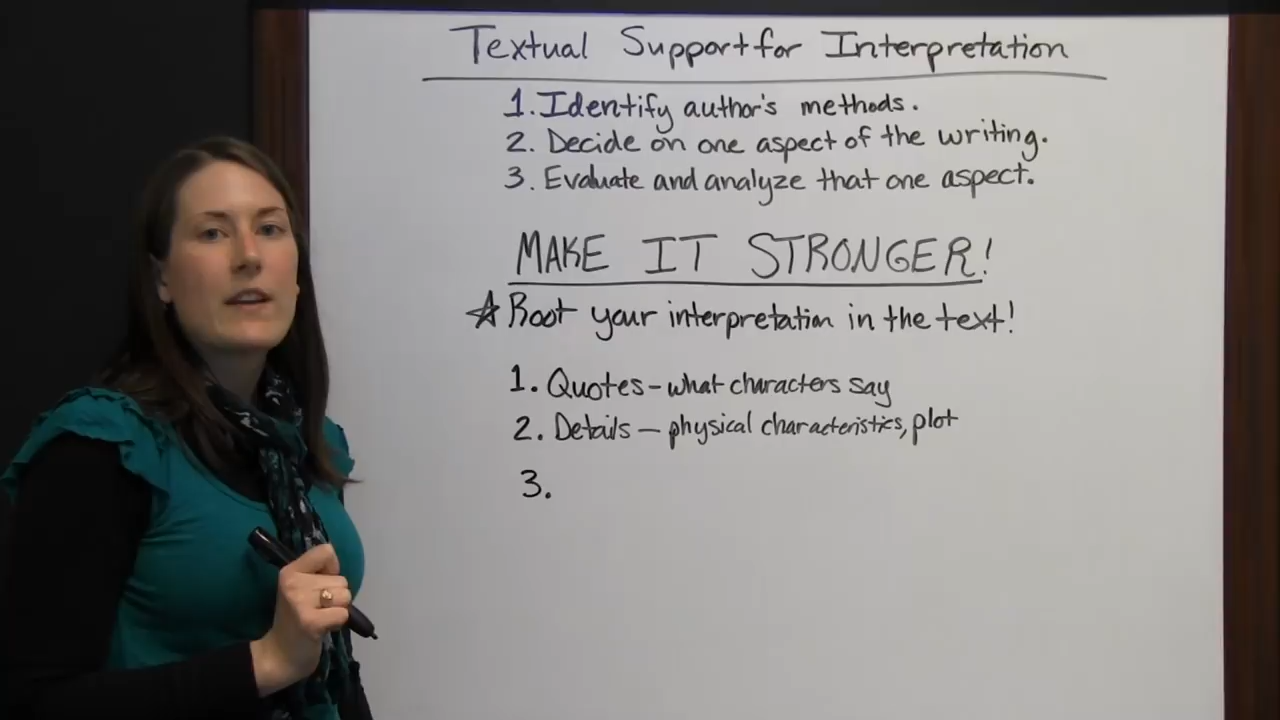 Textual Support for Interpretation
1. Identify author's methods.
2. Decide on one aspect of the writing.
3. Evaluate and analyze that one aspect.
MAKE IT STRONGER!
☆ Root your interpretation in the text!
1. Quotes - what characters say
2. Details - physical characteristics, plot
3.